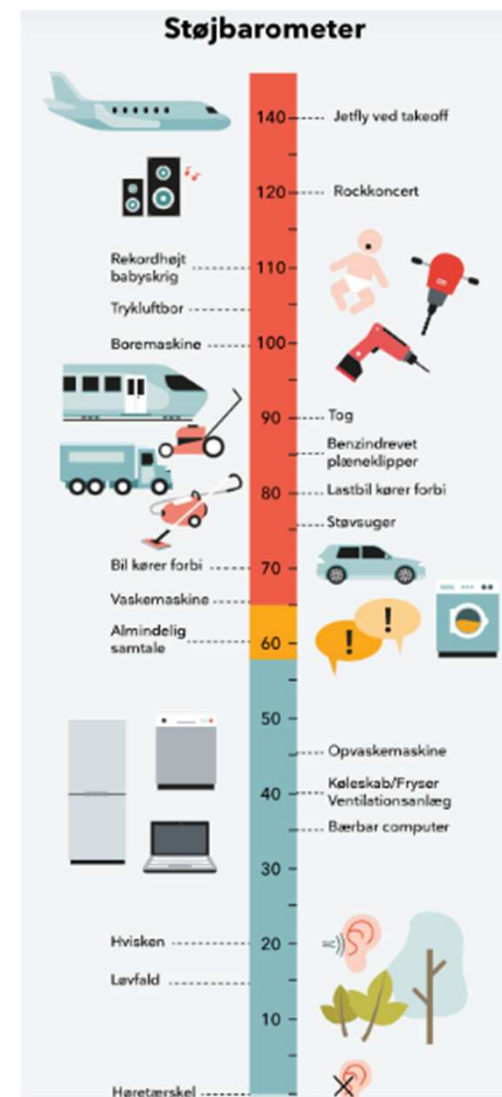 Støjbarometer
140
Jetfly ved takeoff
120
Rockkoncert
Rekordhøjt
babyskrig
110
Trykluftbor
Boremaskine
100
90
Tog
Benzindrevet
plæneklipper
80
Lastbil kører forbi
Støvsuger
Bil kører forbi
70
Vaskemaskine
Almindelig
samtale
60
!
!
50
Opvaskemaskine
Køleskab/Fryser
Ventilationsanlæg
40
Bærbar computer
30
Hvisken
20
Løvfald
10
Høretærskel